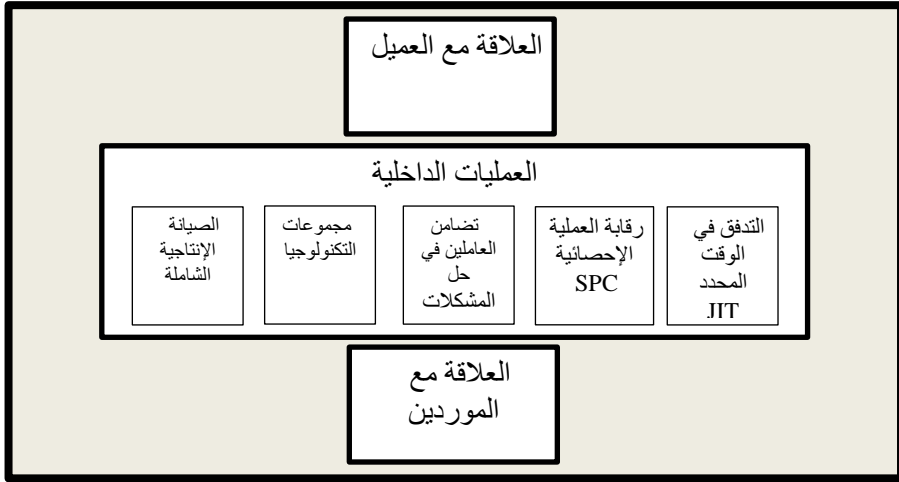 العلاقة مع العميل
العمليات الداخلية
التدفق في
الوقت
المحدد
JIT
رقابة العملية
الإحصائية
SPC
تضامن
العاملين في
حل
المشكلات
مجموعات
التكنولوجيا
الصيانة
الإنتاجية
الشاملة
العلاقة مع
الموردين